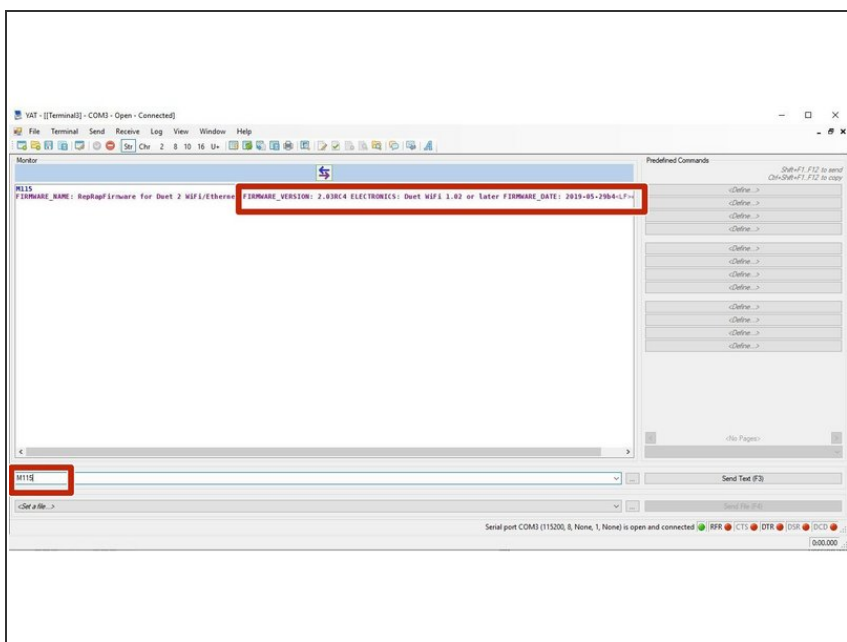 YAT - [[Terminal3] - COM3 - Open - Connected]
File Terminal Send Receive Log View Window Help
Str Chr 2 8 10 16 U+
Monitor
Predefined Commands
Shift+F1..F12 to send
Ctrl+Shift+F1..F12 to copy
M115
FIRMWARE_NAME: RepRapFirmware for Duet 2 WiFi/Etherne FIRMWARE_VERSION: 2.03RC4 ELECTRONICS: Duet WiFi 1.02 or later FIRMWARE_DATE: 2019-05-29b4<LF>
<Define...>
<Define...>
<Define...>
<Define...>
<Define...>
<Define...>
<Define...>
<Define...>
<Define...>
<Define...>
<Define...>
<Define...>
<No Pages>
M115
... Send Text (F3)
<Set a file...>
... Send File (F4)
Serial port COM3 (115200, 8, None, 1, None) is open and connected RFR CTS DTR DSR DCD
0:00.000